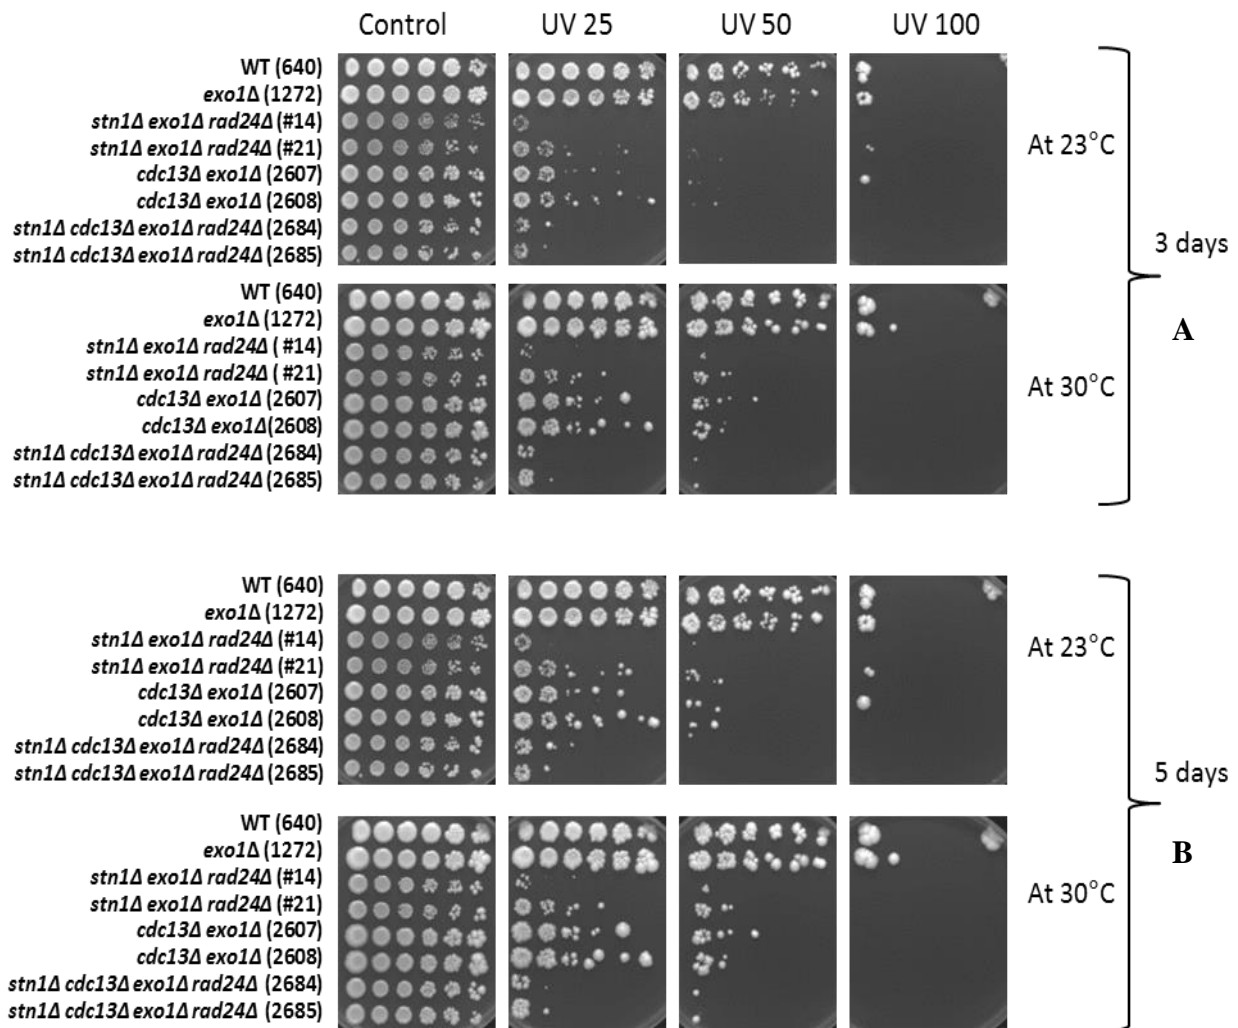 Control UV 25 UV 50 UV 100
WT (640)
exo1Δ (1272)
stn1Δ exo1Δ rad24Δ (#14)
stn1Δ exo1Δ rad24Δ (#21)
cdc13Δ exo1Δ (2607)
cdc13Δ exo1Δ (2608)
stn1Δ cdc13Δ exo1Δ rad24Δ (2684)
stn1Δ cdc13Δ exo1Δ rad24Δ (2685)
At 23°C
WT (640)
exo1Δ (1272)
stn1Δ exo1Δ rad24Δ ( #14)
stn1Δ exo1Δ rad24Δ ( #21)
cdc13Δ exo1Δ (2607)
cdc13Δ exo1Δ(2608)
stn1Δ cdc13Δ exo1Δ rad24Δ (2684)
stn1Δ cdc13Δ exo1Δ rad24Δ (2685)
At 30°C
3 days
A
WT (640)
exo1Δ (1272)
stn1Δ exo1Δ rad24Δ (#14)
stn1Δ exo1Δ rad24Δ (#21)
cdc13Δ exo1Δ (2607)
cdc13Δ exo1Δ (2608)
stn1Δ cdc13Δ exo1Δ rad24Δ (2684)
stn1Δ cdc13Δ exo1Δ rad24Δ (2685)
At 23°C
WT (640)
exo1Δ (1272)
stn1Δ exo1Δ rad24Δ (#14)
stn1Δ exo1Δ rad24Δ (#21)
cdc13Δ exo1Δ (2607)
cdc13Δ exo1Δ (2608)
stn1Δ cdc13Δ exo1Δ rad24Δ (2684)
stn1Δ cdc13Δ exo1Δ rad24Δ (2685)
At 30°C
5 days
B